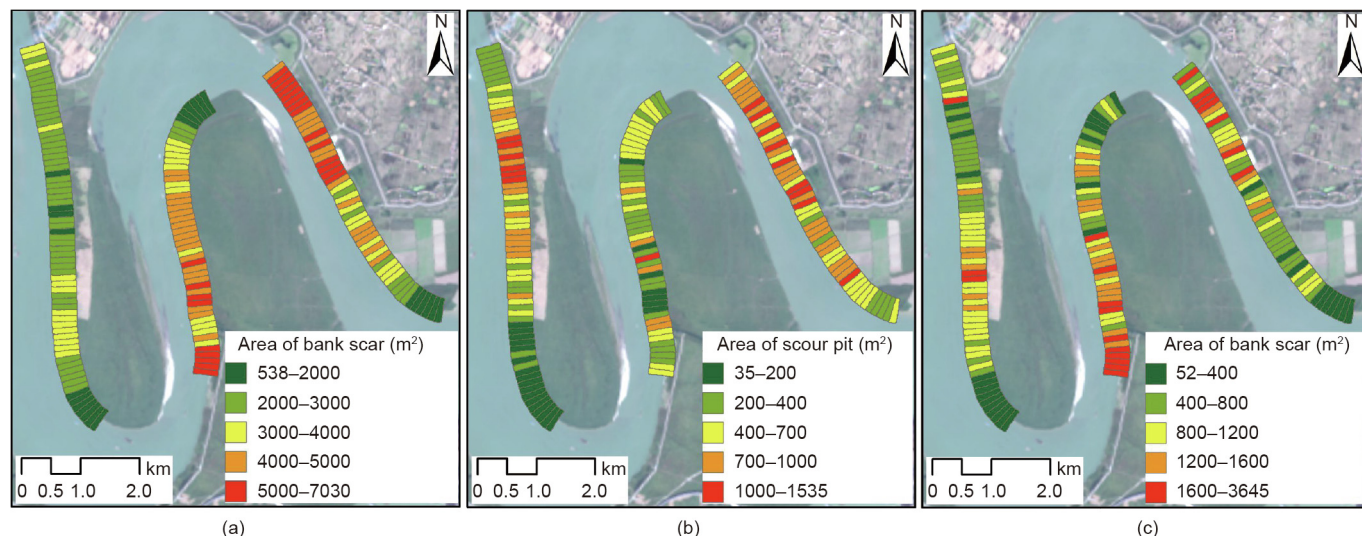 N
Area of bank scar (m²)
538–2000
2000–3000
3000–4000
4000–5000
5000–7030
km
0 0.5 1.0 2.0
(a)
N
Area of scour pit (m²)
35–200
200–400
400–700
700–1000
1000–1535
km
0 0.5 1.0 2.0
(b)
N
Area of bank scar (m²)
52–400
400–800
800–1200
1200–1600
1600–3645
km
0 0.5 1.0 2.0
(c)